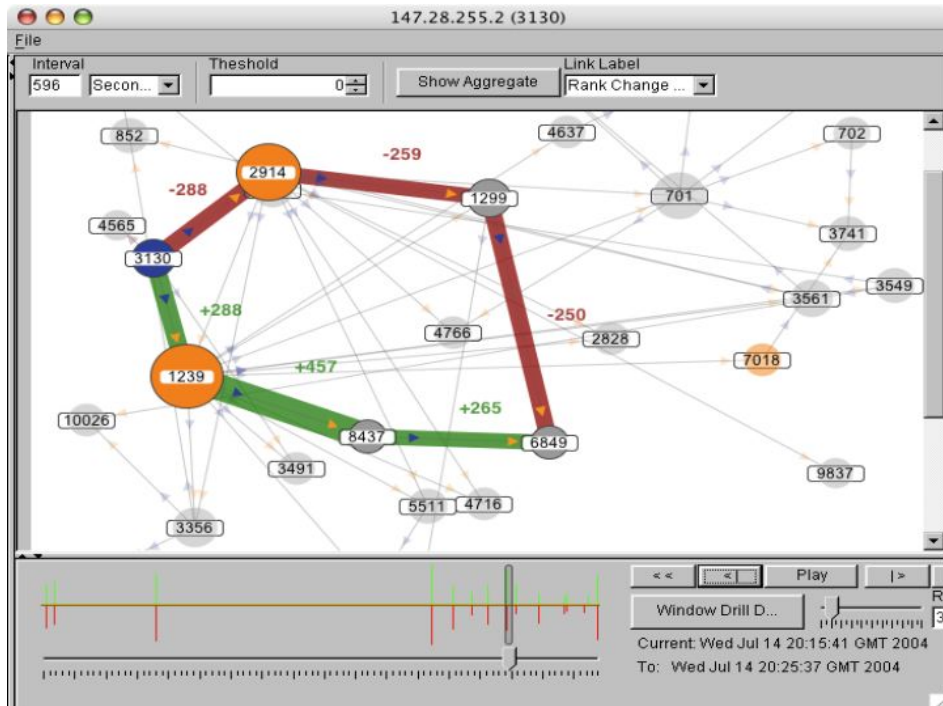 147.28.255.2 (3130)
File
Interval Theshold Link Label
596 Secon... 0 Show Aggregate Rank Change ...
852 4637 702
-259
2914
-288 1299 701
4565 3741
3130
3549
+288 3561
-250
4766 2828
7018
+457
1239
+265
10026 8437 6849
3491 9837
5511 4716
3356
<< <| Play |>
R
Window Drill D... 3
Current: Wed Jul 14 20:15:41 GMT 2004
To: Wed Jul 14 20:25:37 GMT 2004